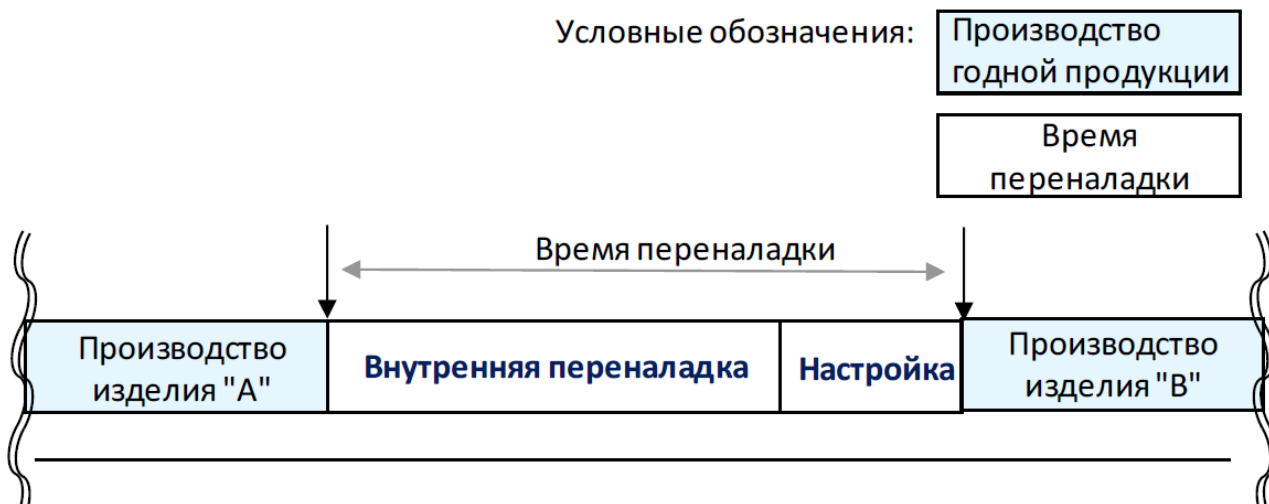 Условные обозначения:
Производство
годной продукции
Время
переналадки
Время переналадки
Производство
изделия "А"
Внутренняя переналадка
Настройка
Производство
изделия "В"